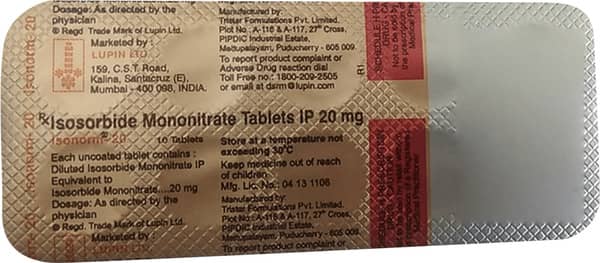 Isonorm-20
Dosage: As directed by the
physician
® Regd. Trade Mark of Lupin Ltd.
Marketed by :
LUPIN LTD.
159, C.S.T. Road,
Kalina, Santacruz (E),
Mumbai - 400 098, INDIA.
Manufactured by:
Tristar Formulations Pvt. Limited.
Plot No.: A-116 & A-117, 27th Cross,
PIPDIC Industrial Estate,
Mettupalayam, Puducherry - 605 009.
To report product complaint or
Adverse Drug reaction dial
Toll Free no.: 1800-209-2505
or email at dsrm@lupin.com
R1
Rx Isosorbide Mononitrate Tablets IP 20 mg
Isonorm®-20
10 Tablets
Each uncoated tablet contains :
Diluted Isosorbide Mononitrate IP
Equivalent to
Isosorbide Mononitrate....20 mg
Dosage: As directed by the
physician
® Regd. Trade Mark of Lupin Ltd.
Marketed by :
LUPIN LTD.
Store at a temperature not
exceeding 30°C
Keep medicine out of reach
of children
Mfg. Lic. No.: 04 13 1106
Manufactured by:
Tristar Formulations Pvt. Limited.
Plot No.: A-116 & A-117, 27th Cross,
PIPDIC Industrial Estate,
Mettupalayam, Puducherry - 605 009.
To report product complaint or